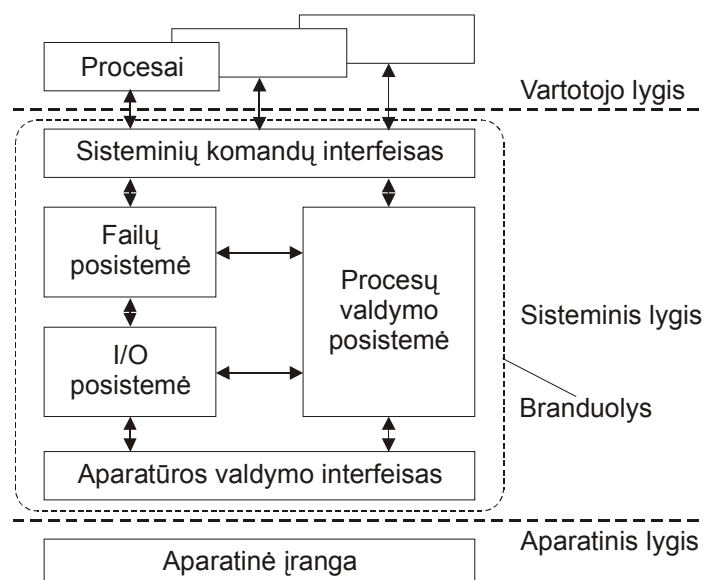 Procesai
Vartotojo lygis
Sisteminių komandų interfeisas
Failų
posistemė
Procesų
valdymo
posistemė
Sisteminis lygis
I/O
posistemė
Branduolys
Aparatūros valdymo interfeisas
Aparatinis lygis
Aparatinė įranga